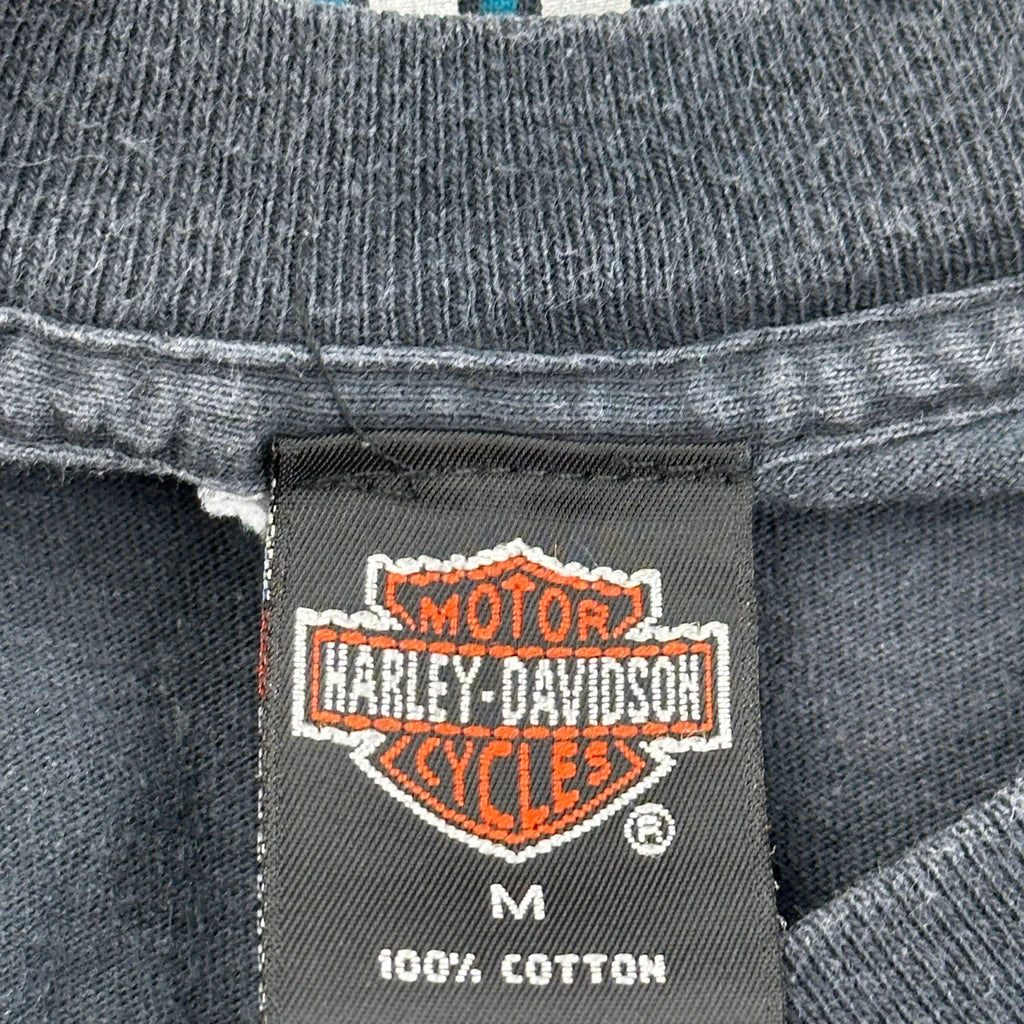 MOTOR
HARLEY-DAVIDSON
CYCLES
®
M
100% COTTON